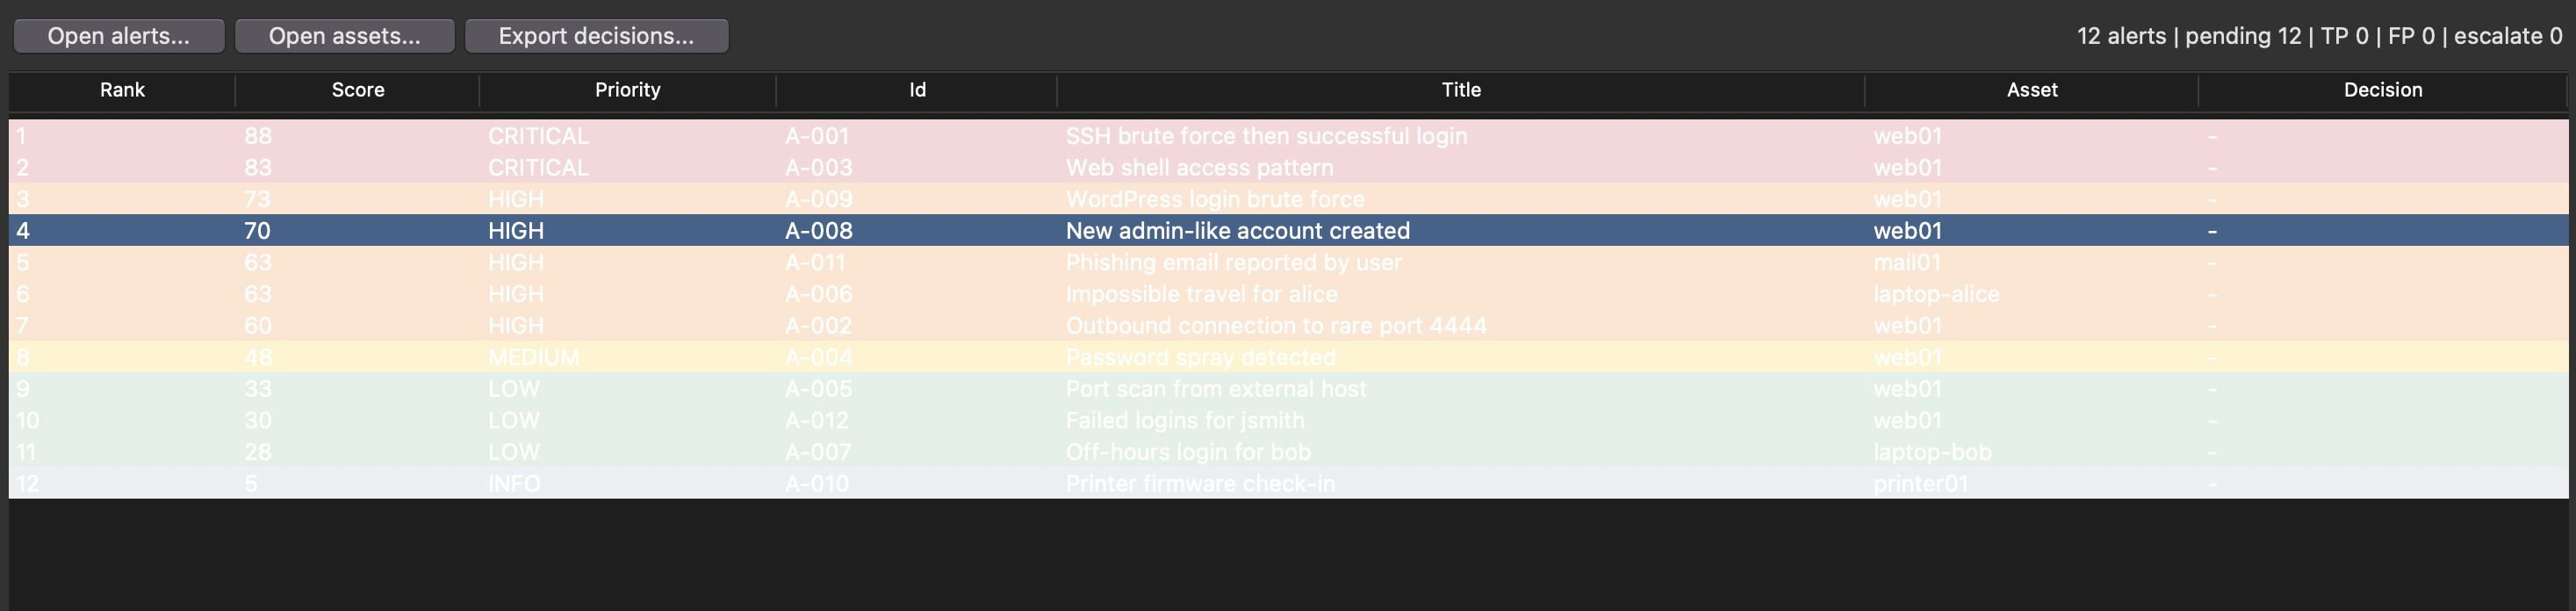 Open alerts... Open assets... Export decisions... 12 alerts | pending 12 | TP 0 | FP 0 | escalate 0
Rank Score Priority Id Title Asset Decision
1 88 CRITICAL A-001 SSH brute force then successful login web01 -
2 83 CRITICAL A-003 Web shell access pattern web01 -
3 73 HIGH A-009 WordPress login brute force web01 -
4 70 HIGH A-008 New admin-like account created web01 -
5 63 HIGH A-011 Phishing email reported by user mail01 -
6 63 HIGH A-006 Impossible travel for alice laptop-alice -
7 60 HIGH A-002 Outbound connection to rare port 4444 web01 -
8 48 MEDIUM A-004 Password spray detected web01 -
9 33 LOW A-005 Port scan from external host web01 -
10 30 LOW A-012 Failed logins for jsmith web01 -
11 28 LOW A-007 Off-hours login for bob laptop-bob -
12 5 INFO A-010 Printer firmware check-in printer01 -